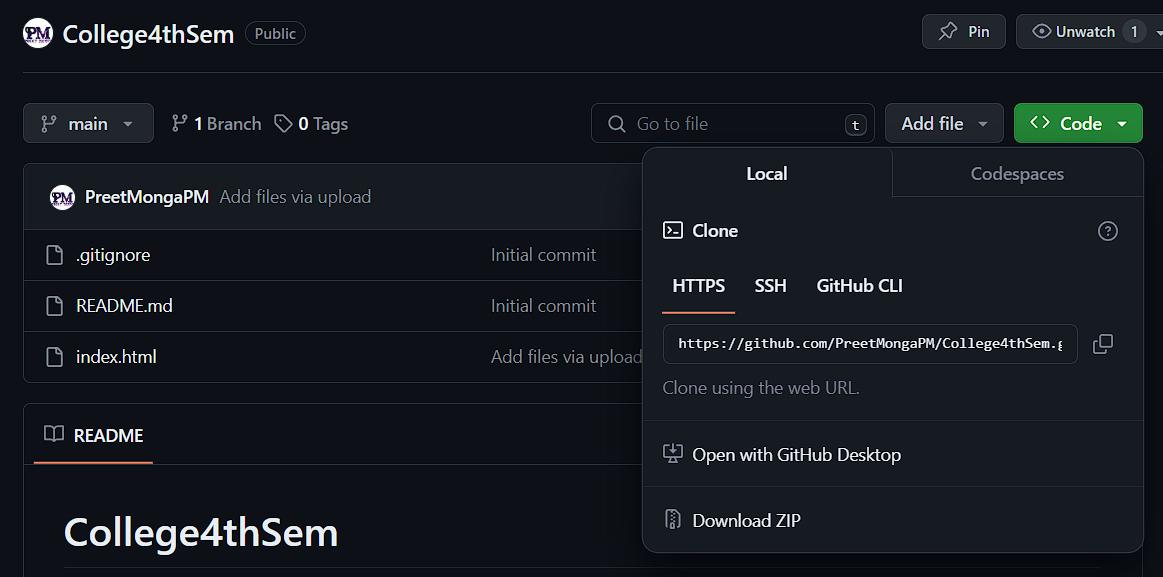 PM College4thSem Public Pin Unwatch 1
main 1 Branch 0 Tags Go to file t Add file Code
Local Codespaces
PM PreetMongaPM Add files via upload
Clone
.gitignore Initial commit
HTTPS SSH GitHub CLI
README.md Initial commit
https://github.com/PreetMongaPM/College4thSem.g
index.html Add files via upload
Clone using the web URL.
README
Open with GitHub Desktop
Download ZIP
College4thSem